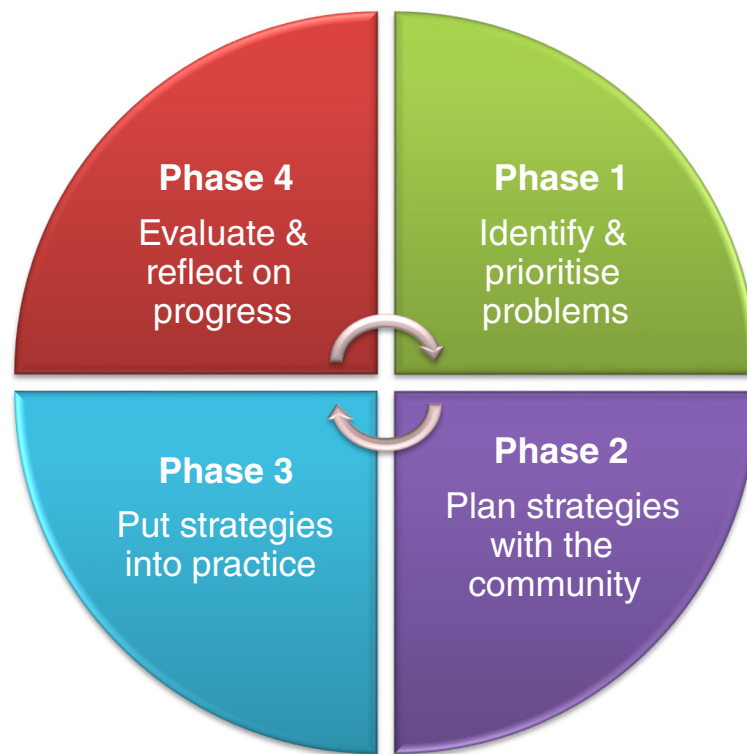 Phase 4
Evaluate &
reflect on
progress
Phase 1
Identify &
prioritise
problems
Phase 3
Put strategies
into practice
Phase 2
Plan strategies
with the
community